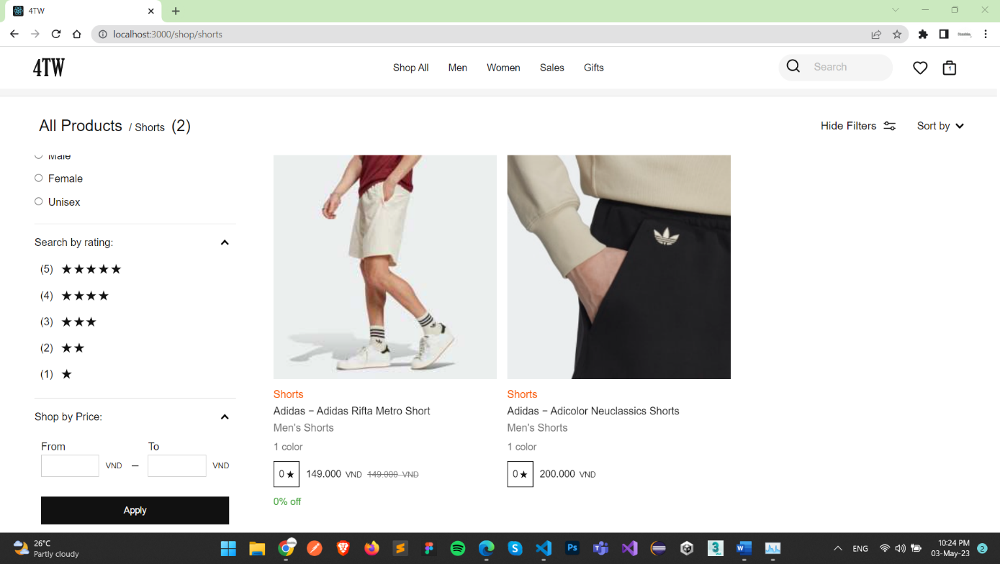 4TW
localhost:3000/shop/shorts
4TW
Shop All Men Women Sales Gifts
Search
1
All Products / Shorts (2)
Hide Filters
Sort by
Male
Female
Unisex
Search by rating:
(5) ★★★★★
(4) ★★★★
(3) ★★★
(2) ★★
(1) ★
Shop by Price:
From To
VND – VND
Apply
Shorts
Adidas – Adidas Rifta Metro Short
Men's Shorts
1 color
0 ★ 149.000 VND 149.000 VND
0% off
Shorts
Adidas – Adicolor Neuclassics Shorts
Men's Shorts
1 color
0 ★ 200.000 VND
26°C
Partly cloudy
Ps
3
W
ENG
10:24 PM
03-May-23
2